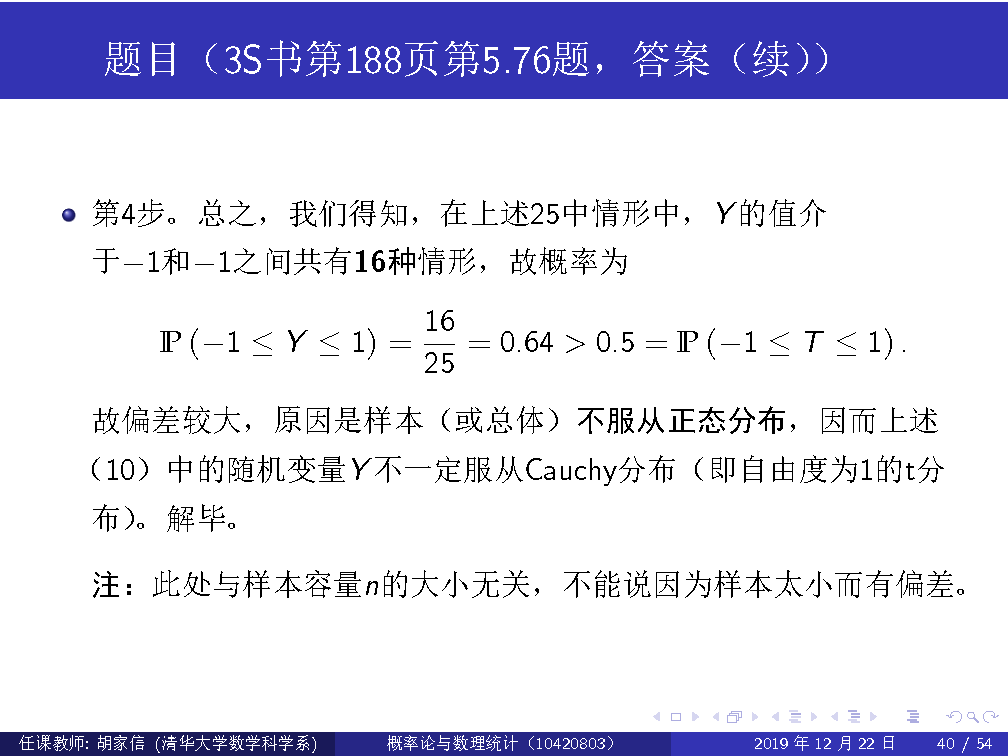 题目（3S书第188页第5.76题，答案（续））
第4步。总之，我们得知，在上述25中情形中，Y的值介
于−1和−1之间共有16种情形，故概率为
ℙ(−1 ≤ Y ≤ 1) = 16/25 = 0.64 > 0.5 = ℙ(−1 ≤ T ≤ 1).
故偏差较大，原因是样本（或总体）不服从正态分布，因而上述
（10）中的随机变量Y不一定服从Cauchy分布（即自由度为1的t分
布）。解毕。
注：此处与样本容量n的大小无关，不能说因为样本太小而有偏差。
任课教师: 胡家信 (清华大学数学科学系) 概率论与数理统计（10420803） 2019 年 12 月 22 日 40 / 54